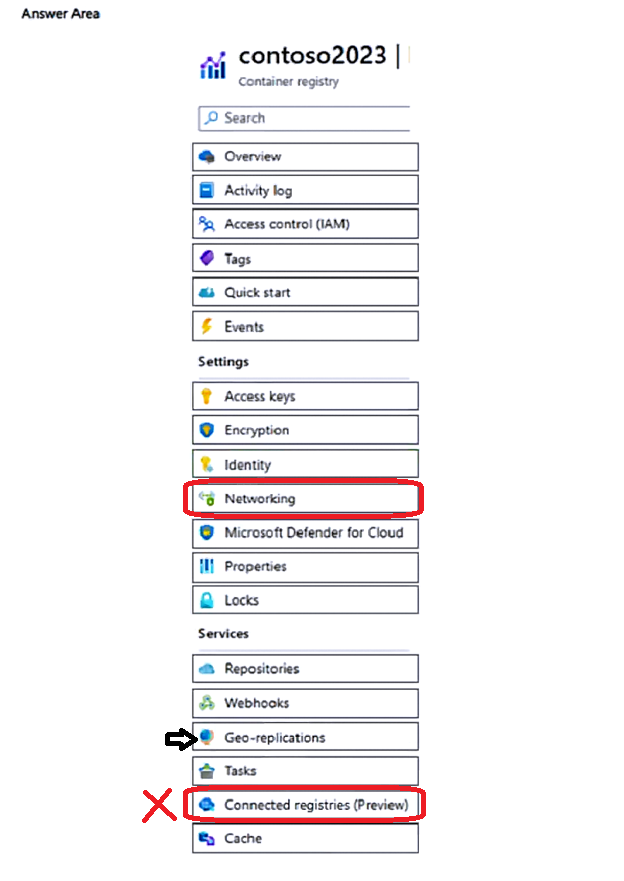 Answer Area
contoso2023 |
Container registry
Search
Overview
Activity log
Access control (IAM)
Tags
Quick start
Events
Settings
Access keys
Encryption
Identity
Networking
Microsoft Defender for Cloud
Properties
Locks
Services
Repositories
Webhooks
Geo-replications
Tasks
Connected registries (Preview)
Cache